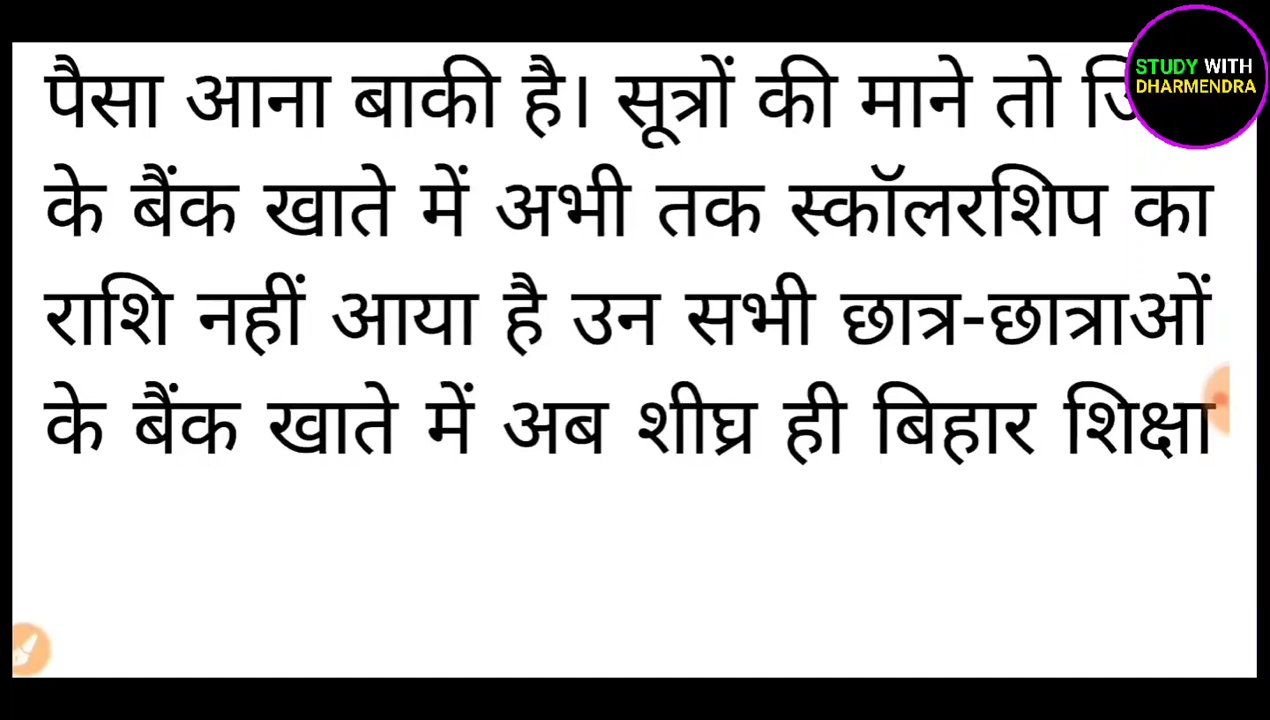 STUDY WITH
DHARMENDRA
पैसा आना बाकी है। सूत्रों की माने तो
के बैंक खाते में अभी तक स्कॉलरशिप का
राशि नहीं आया है उन सभी छात्र-छात्राओं
के बैंक खाते में अब शीघ्र ही बिहार शिक्षा